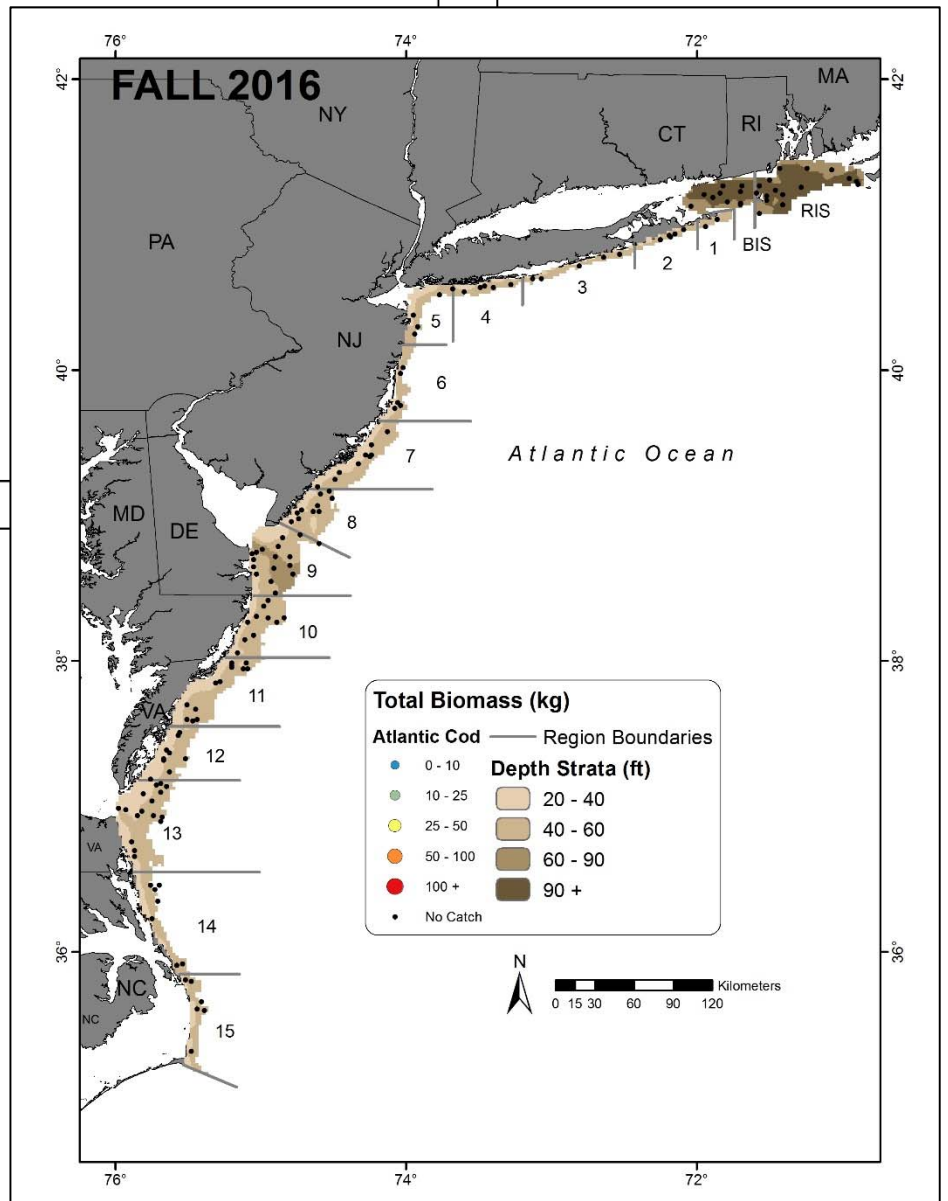 76°
74°
72°
FALL 2016
42°
42°
MA
NY
RI
CT
PA
RIS
BIS
1
2
3
4
5
NJ
40°
40°
6
Atlantic Ocean
7
MD
DE
8
9
10
38°
38°
11
VA
12
13
VA
14
36°
36°
NC
NC
15
Total Biomass (kg)
Atlantic Cod
Region Boundaries
0 - 10
10 - 25
25 - 50
50 - 100
100 +
No Catch
Depth Strata (ft)
20 - 40
40 - 60
60 - 90
90 +
N
Kilometers
0 15 30 60 90 120
76°
74°
72°